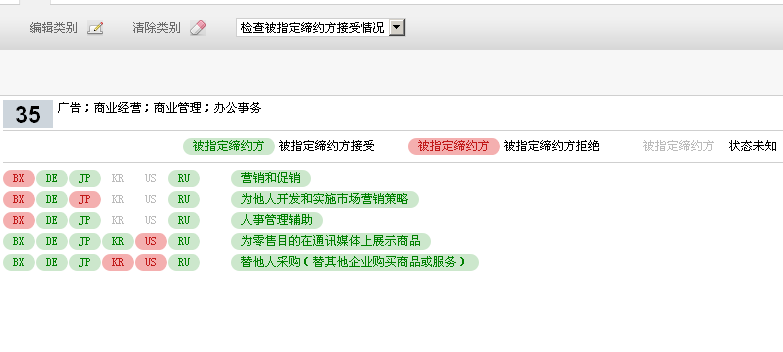 编辑类别 清除类别 检查被指定缔约方接受情况
35 广告；商业经营；商业管理；办公事务
被指定缔约方 被指定缔约方接受 被指定缔约方 被指定缔约方拒绝 被指定缔约方 状态未知
BX DE JP KR US RU 营销和促销
BX DE JP KR US RU 为他人开发和实施市场营销策略
BX DE JP KR US RU 人事管理辅助
BX DE JP KR US RU 为零售目的在通讯媒体上展示商品
BX DE JP KR US RU 替他人采购（替其他企业购买商品或服务）